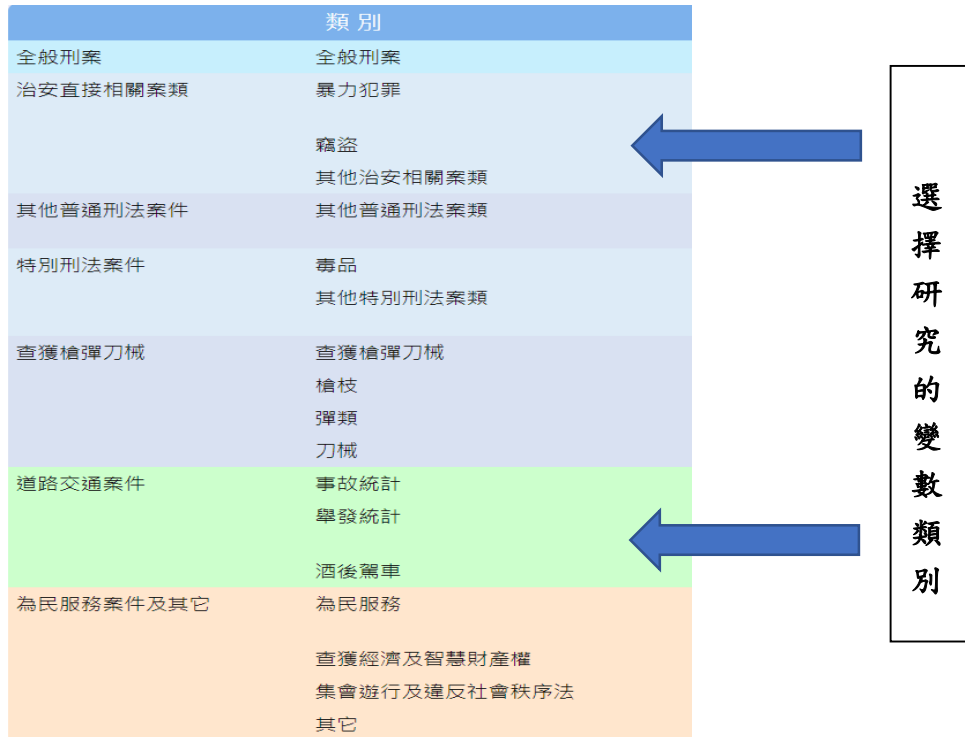 類別
全般刑案 全般刑案
治安直接相關案類 暴力犯罪
竊盜
其他治安相關案類
其他普通刑法案件 其他普通刑法案類
特別刑法案件 毒品
其他特別刑法案類
查獲槍彈刀械 查獲槍彈刀械
槍枝
彈類
刀械
道路交通案件 事故統計
舉發統計
酒後駕車
為民服務案件及其它 為民服務
查獲經濟及智慧財產權
集會遊行及違反社會秩序法
其它
選擇研究的變數類別